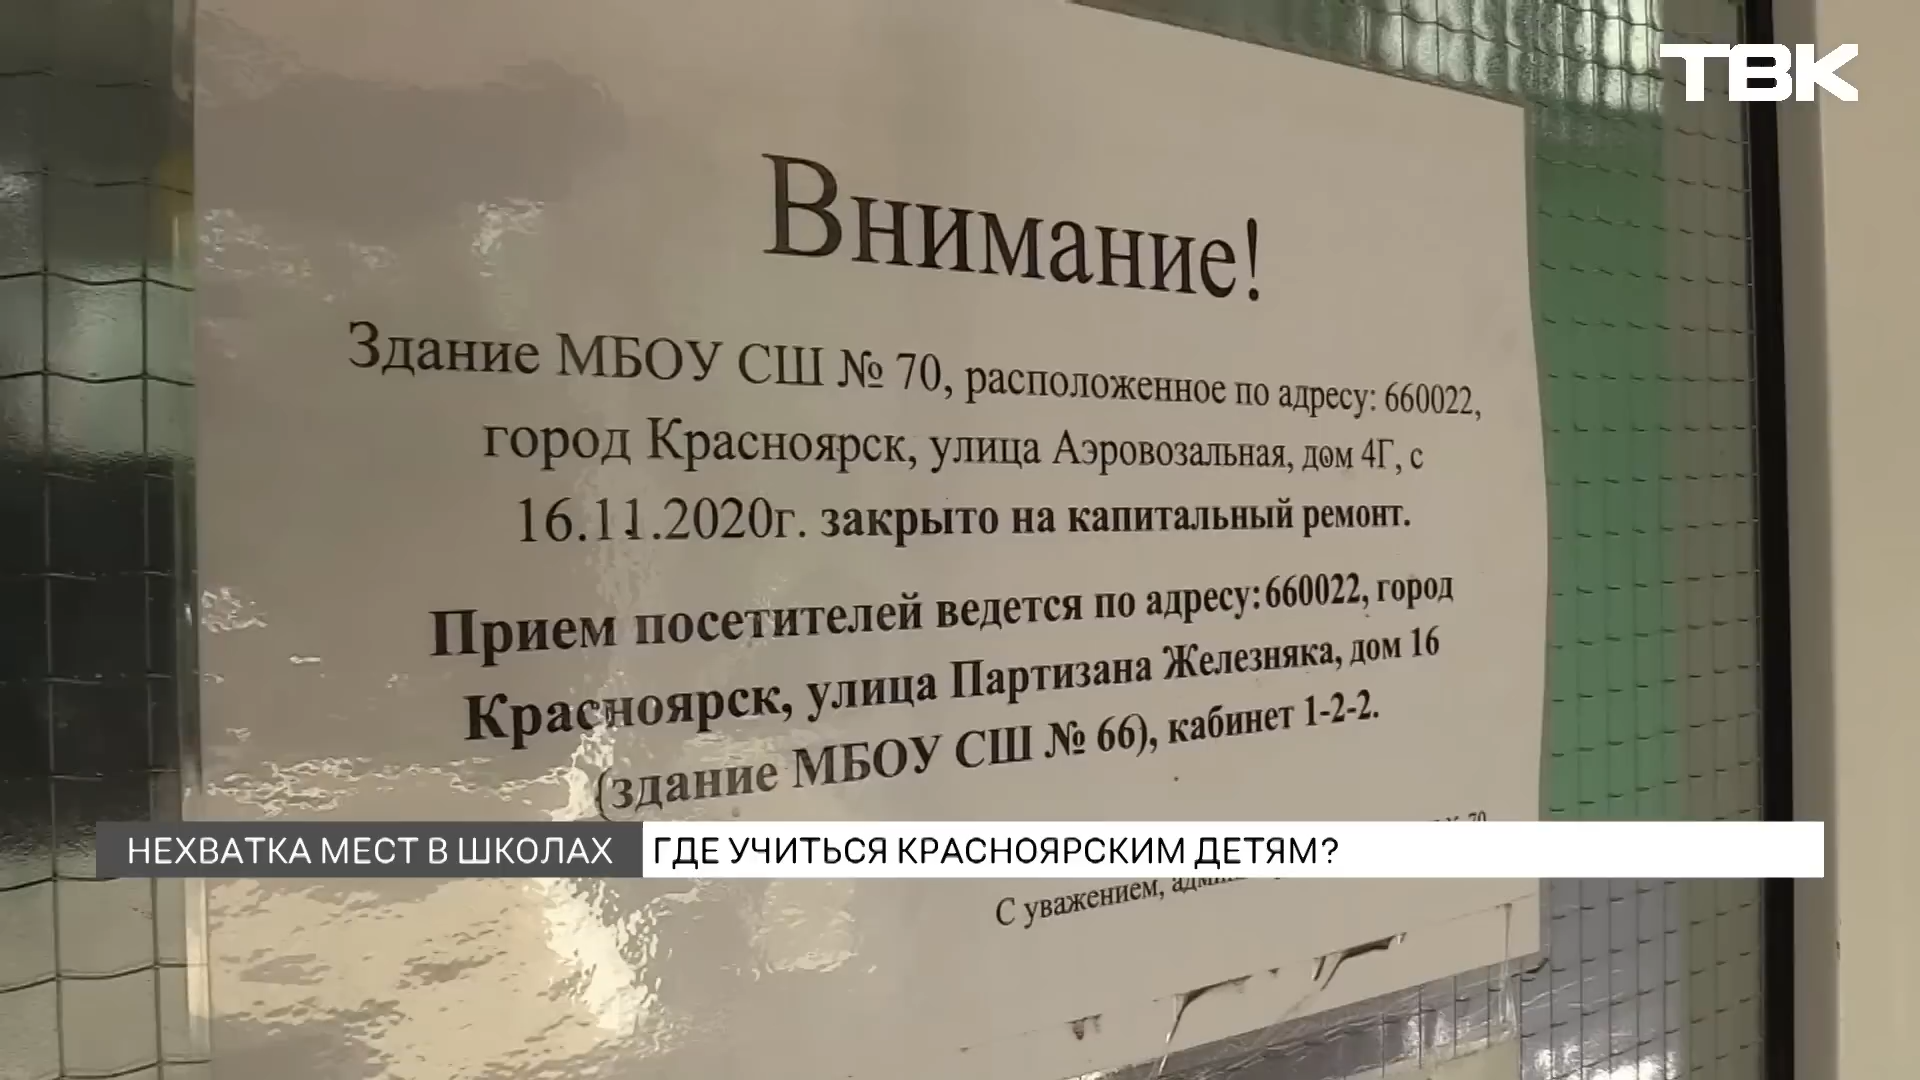 ТВК
Внимание!
Здание МБОУ СШ № 70, расположенное по адресу: 660022,
город Красноярск, улица Аэровозальная, дом 4Г, с
16.11.2020г. закрыто на капитальный ремонт.
Прием посетителей ведется по адресу:660022, город
Красноярск, улица Партизана Железняка, дом 16
(здание МБОУ СШ № 66), кабинет 1-2-2.
НЕХВАТКА МЕСТ В ШКОЛАХ ГДЕ УЧИТЬСЯ КРАСНОЯРСКИМ ДЕТЯМ?
С уважением,